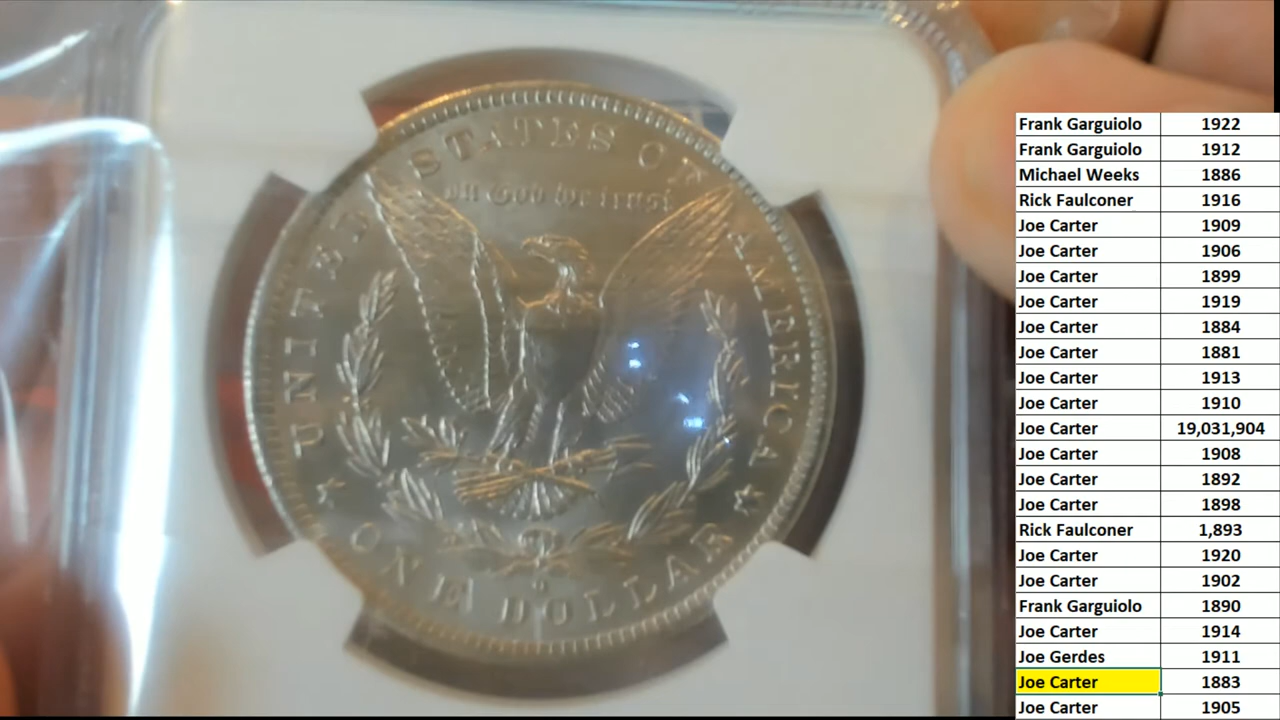 UNITED STATES OF AMERICA
In God we trust
ONE DOLLAR
O
Frank Garguiolo 1922
Frank Garguiolo 1912
Michael Weeks 1886
Rick Faulconer 1916
Joe Carter 1909
Joe Carter 1906
Joe Carter 1899
Joe Carter 1919
Joe Carter 1884
Joe Carter 1881
Joe Carter 1913
Joe Carter 1910
Joe Carter 19,031,904
Joe Carter 1908
Joe Carter 1892
Joe Carter 1898
Rick Faulconer 1,893
Joe Carter 1920
Joe Carter 1902
Frank Garguiolo 1890
Joe Carter 1914
Joe Gerdes 1911
Joe Carter 1883
Joe Carter 1905